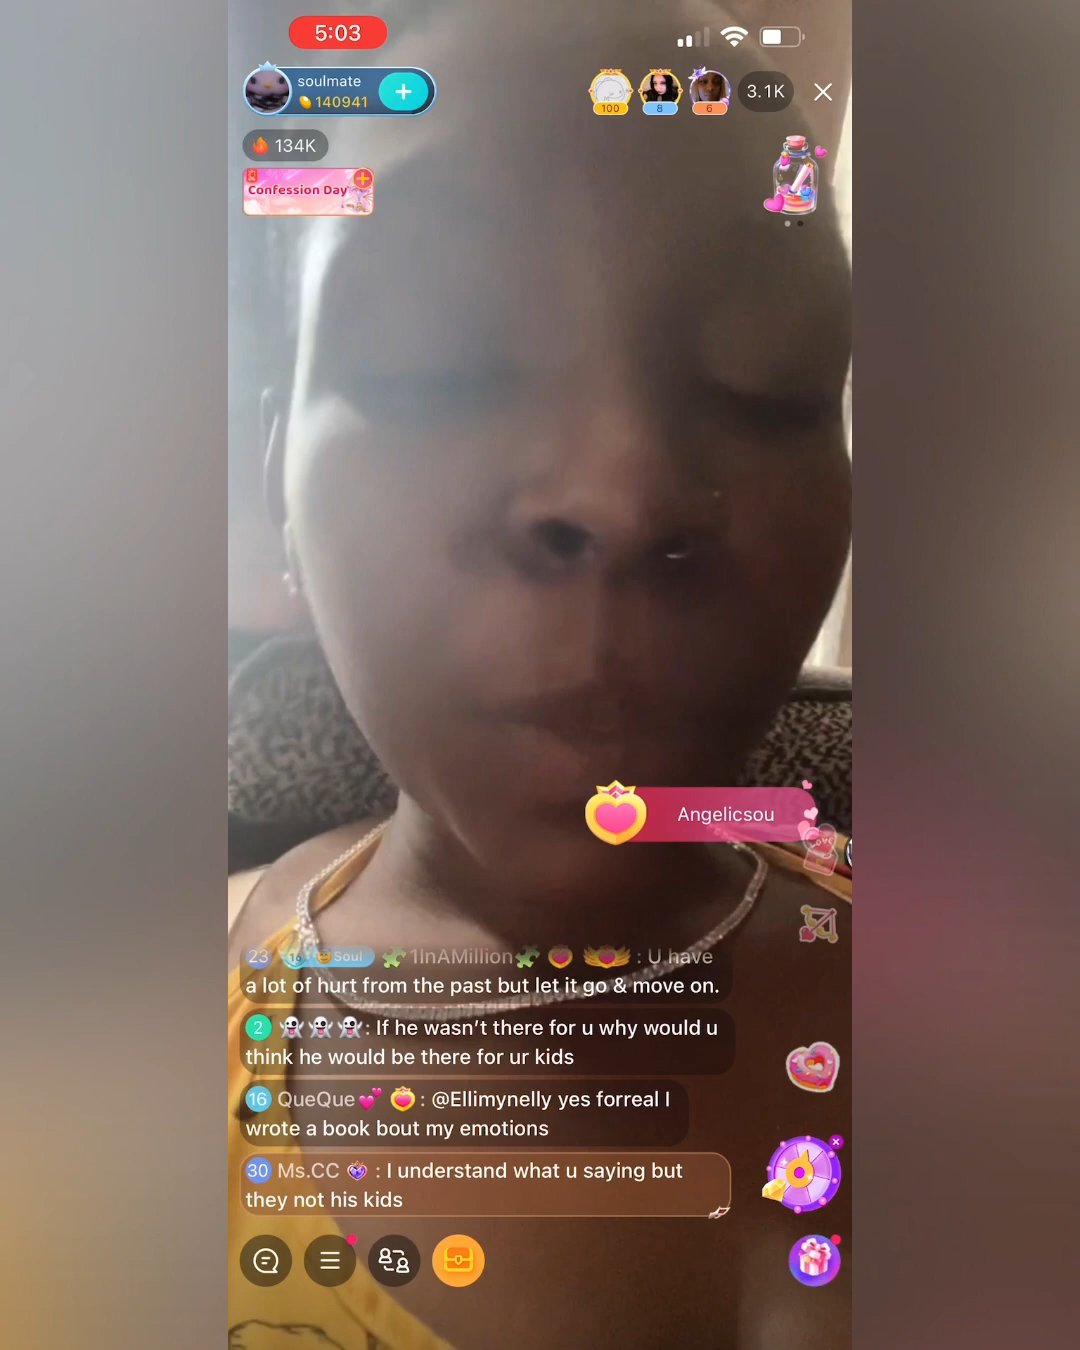 5:03
soulmate
140941
100
8
6
3.1K
134K
Confession Day
Angelicsou
LOVE
23 16 Soul 1InAMillion : U have
a lot of hurt from the past but let it go & move on.
2 👻👻👻: If he wasn't there for u why would u
think he would be there for ur kids
16 QueQue💕 : @Ellimynelly yes forreal I
wrote a book bout my emotions
30 Ms.CC : I understand what u saying but
they not his kids